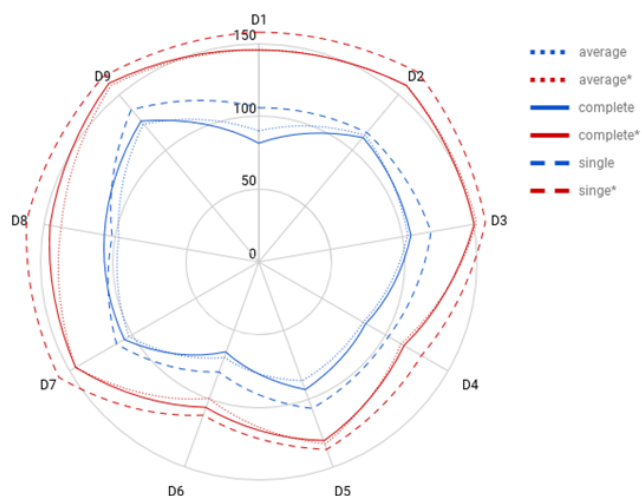 D1
150
D9
D2
100
50
0
D8
D3
D7
D4
D6
D5
average
average*
complete
complete*
single
singe*